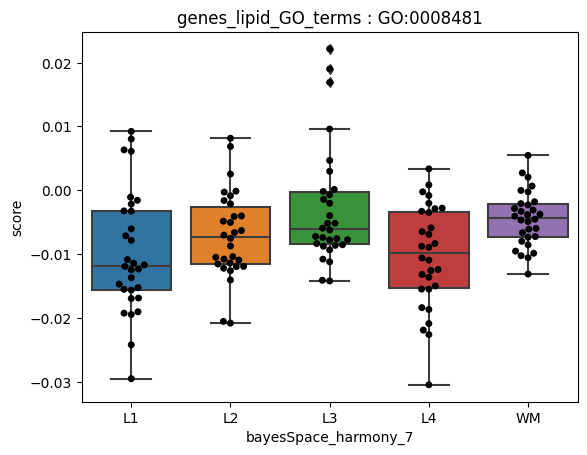 genes_lipid_GO_terms : GO:0008481
0.02
0.01
0.00
−0.01
−0.02
−0.03
score
L1 L2 L3 L4 WM
bayesSpace_harmony_7